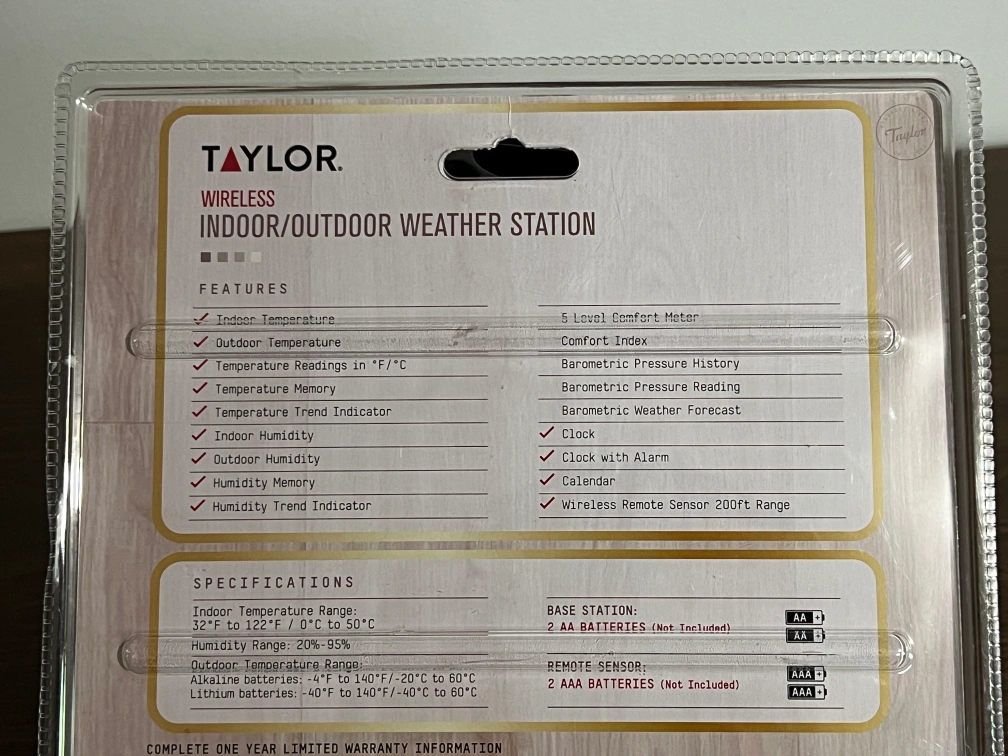 Taylor
TAYLOR®
WIRELESS
INDOOR/OUTDOOR WEATHER STATION
FEATURES
Indoor Temperature
Outdoor Temperature
Temperature Readings in °F/°C
Temperature Memory
Temperature Trend Indicator
Indoor Humidity
Outdoor Humidity
Humidity Memory
Humidity Trend Indicator
5 Level Comfort Meter
Comfort Index
Barometric Pressure History
Barometric Pressure Reading
Barometric Weather Forecast
Clock
Clock with Alarm
Calendar
Wireless Remote Sensor 200ft Range
SPECIFICATIONS
Indoor Temperature Range:
32°F to 122°F / 0°C to 50°C
Humidity Range: 20%-95%
Outdoor Temperature Range:
Alkaline batteries: -4°F to 140°F/-20°C to 60°C
Lithium batteries: -40°F to 140°F/-40°C to 60°C
BASE STATION:
2 AA BATTERIES (Not Included)
AA +
AA +
REMOTE SENSOR:
2 AAA BATTERIES (Not Included)
AAA +
AAA +
COMPLETE ONE YEAR LIMITED WARRANTY INFORMATION